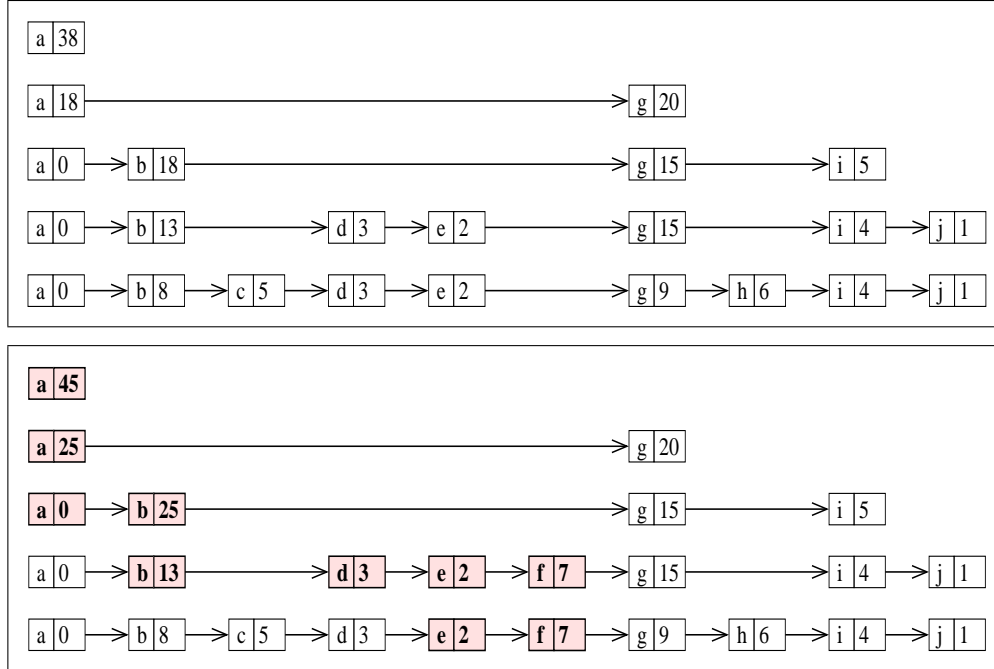 a 38
a 18 g 20
a 0 b 18 g 15 i 5
a 0 b 13 d 3 e 2 g 15 i 4 j 1
a 0 b 8 c 5 d 3 e 2 g 9 h 6 i 4 j 1
a 45
a 25 g 20
a 0 b 25 g 15 i 5
a 0 b 13 d 3 e 2 f 7 g 15 i 4 j 1
a 0 b 8 c 5 d 3 e 2 f 7 g 9 h 6 i 4 j 1